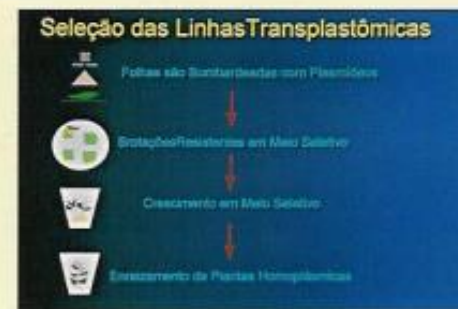 Seleção das LinhasTransplastômicas
Folhas são Bombardeadas com Plasmídeos
BrotaçõesResistentes em Meio Seletivo
Crescimento em Meio Seletivo
Enraizamento de Plantas Homoplásmicas